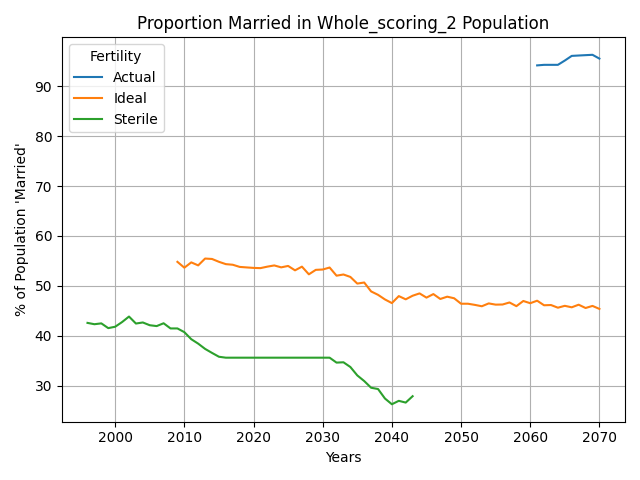 Proportion Married in Whole_scoring_2 Population
% of Population 'Married'
90
80
70
60
50
40
30
Fertility
Actual
Ideal
Sterile
2000 2010 2020 2030 2040 2050 2060 2070
Years